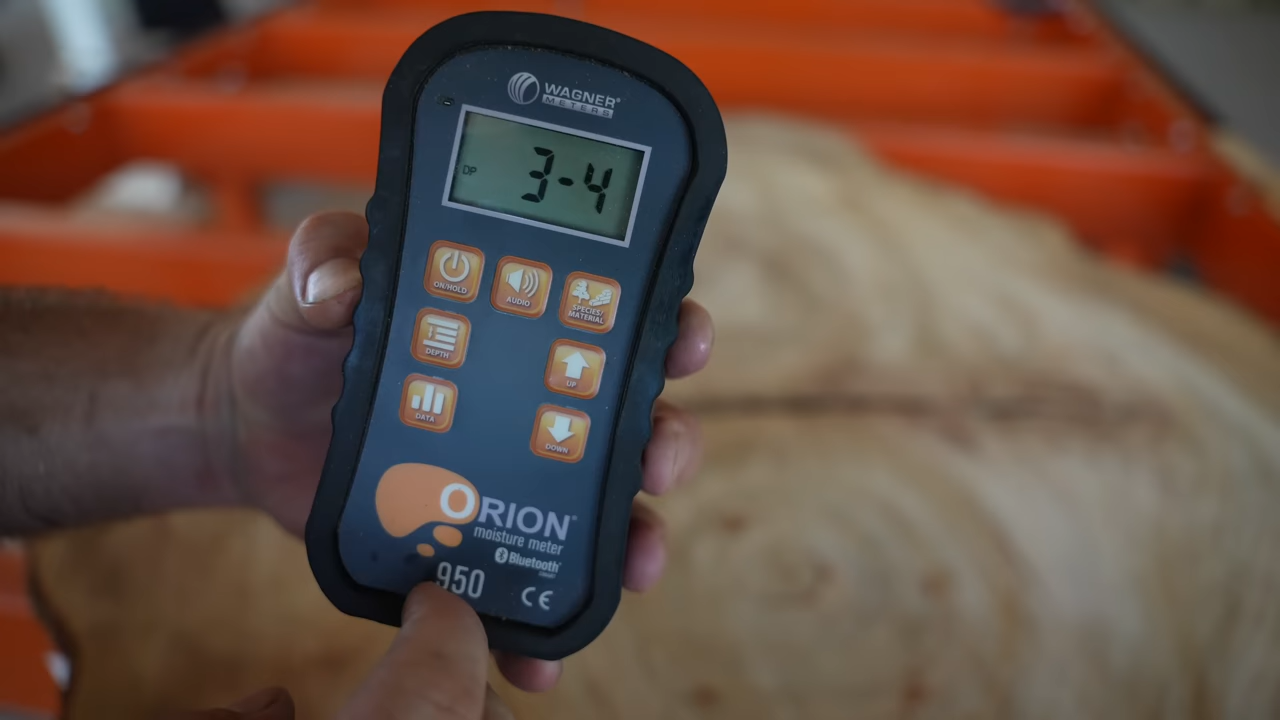 WAGNER®
METERS
DP 3-4
ON/HOLD
AUDIO
SPECIES/
MATERIAL
DEPTH
UP
DATA
DOWN
ORION®
moisture meter
Bluetooth®
950
CE